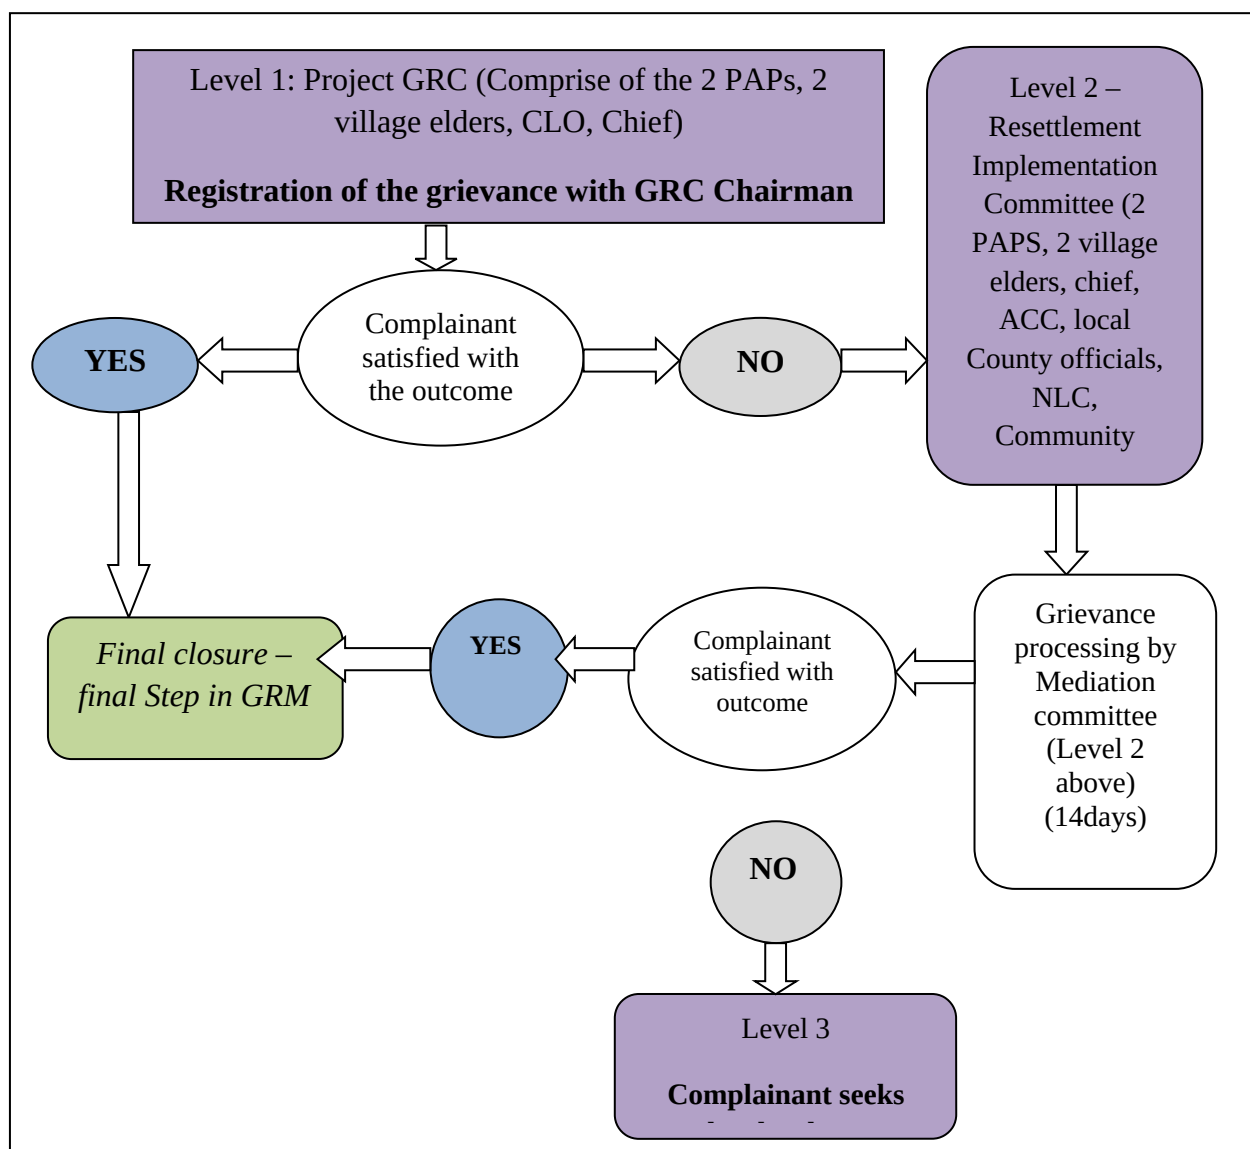 Level 1: Project GRC (Comprise of the 2 PAPs, 2
village elders, CLO, Chief)
Registration of the grievance with GRC Chairman
Level 2 –
Resettlement
Implementation
Committee (2
PAPS, 2 village
elders, chief,
ACC, local
County officials,
NLC,
Community
Complainant
satisfied with
the outcome
YES
NO
Final closure –
final Step in GRM
YES
Complainant
satisfied with
outcome
Grievance
processing by
Mediation
committee
(Level 2
above)
(14days)
NO
Level 3
Complainant seeks